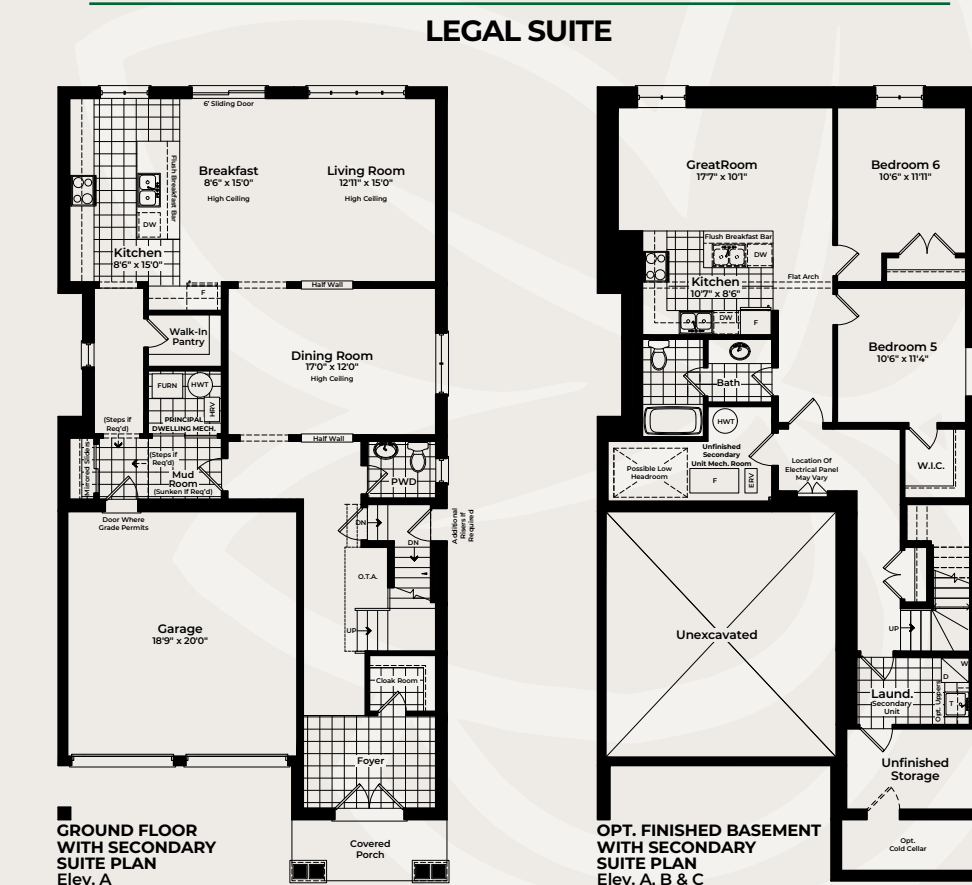 LEGAL SUITE
6' Sliding Door
Flush Breakfast Bar
Breakfast
8'6" x 15'0"
High Ceiling
Living Room
12'11" x 15'0"
High Ceiling
DW
Kitchen
8'6" x 15'0"
F
Half Wall
Walk-In
Pantry
Dining Room
17'0" x 12'0"
High Ceiling
FURN
HWT
HRV
PRINCIPAL
DWELLING MECH.
(Steps if
Req'd)
Half Wall
Mirrored Sliders
(Steps if
Req'd)
Mud
Room
(Sunken If Req'd)
PWD
Door Where
Grade Permits
DN
DN
Additional
Risers If
Required
O.T.A.
Garage
18'9" x 20'0"
UP
Cloak Room
Foyer
Covered
Porch
GROUND FLOOR
WITH SECONDARY
SUITE PLAN
Elev. A
GreatRoom
17'7" x 10'1"
Bedroom 6
10'6" x 11'11"
Flush Breakfast Bar
DW
Kitchen
10'7" x 8'6"
Flat Arch
DW
F
Bedroom 5
10'6" x 11'4"
Bath
HWT
Unfinished
Secondary
Unit Mech. Room
Possible Low
Headroom
F
ERV
Location Of
Electrical Panel
May Vary
W.I.C.
Unexcavated
UP
W
D
Laund.
Secondary
Unit
Opt. Uppers
T
Unfinished
Storage
Opt.
Cold Cellar
OPT. FINISHED BASEMENT
WITH SECONDARY
SUITE PLAN
Elev. A, B & C